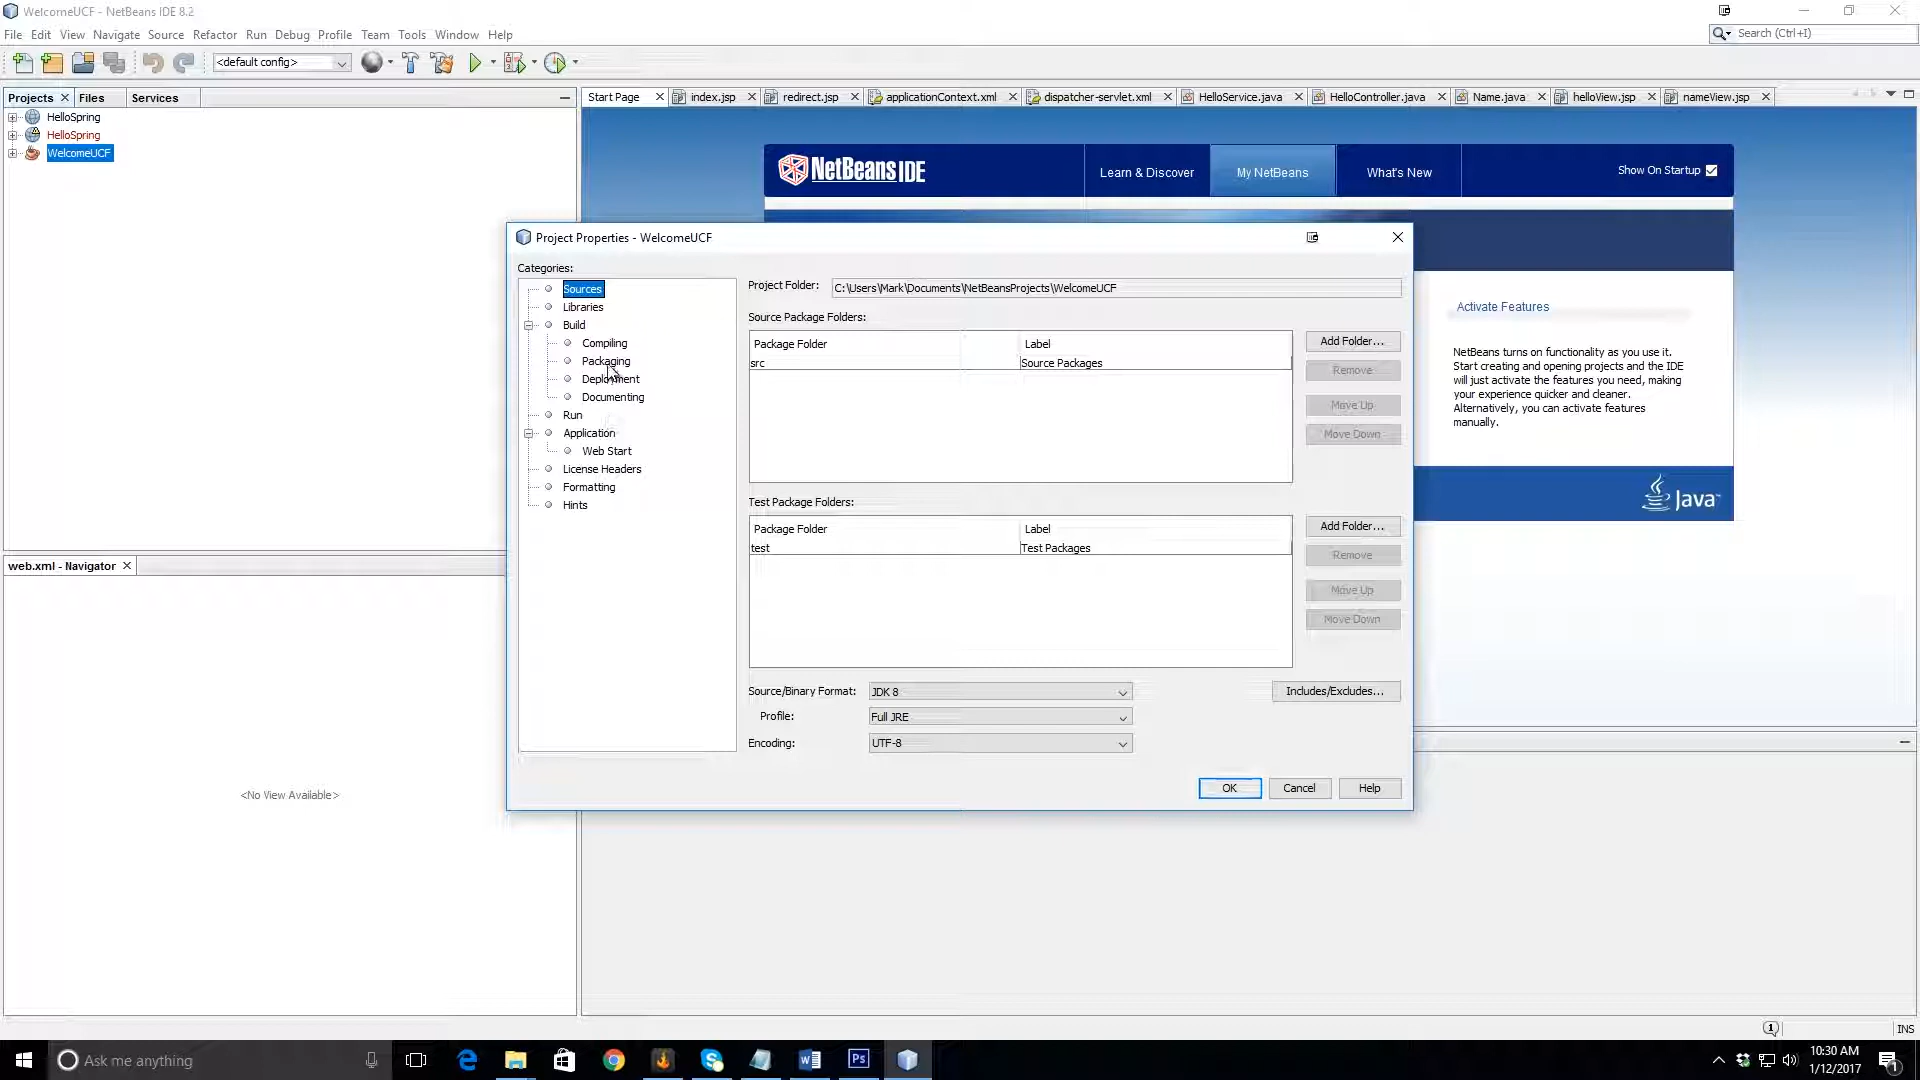 WelcomeUCF - NetBeans IDE 8.2
File Edit View Navigate Source Refactor Run Debug Profile Team Tools Window Help
Search (Ctrl+I)
<default config>
Projects Files Services
Start Page index.jsp redirect.jsp applicationContext.xml dispatcher-servlet.xml HelloService.java HelloController.java Name.java helloView.jsp nameView.jsp
HelloSpring
HelloSpring
WelcomeUCF
NetBeans IDE
Learn & Discover
My NetBeans
What's New
Show On Startup
Project Properties - WelcomeUCF
Categories:
Sources
Libraries
Build
Compiling
Packaging
Deployment
Documenting
Run
Application
Web Start
License Headers
Formatting
Hints
Project Folder: C:\Users\Mark\Documents\NetBeansProjects\WelcomeUCF
Source Package Folders:
Package Folder Label
src Source Packages
Add Folder...
Remove
Move Up
Move Down
Test Package Folders:
Package Folder Label
test Test Packages
Add Folder...
Remove
Move Up
Move Down
Source/Binary Format: JDK 8
Includes/Excludes...
Profile: Full JRE
Encoding: UTF-8
OK Cancel Help
Activate Features
NetBeans turns on functionality as you use it.
Start creating and opening projects and the IDE
will just activate the features you need, making
your experience quicker and cleaner.
Alternatively, you can activate features
manually.
Java
web.xml - Navigator
<No View Available>
1
INS
Ask me anything
W
Ps
10:30 AM
1/12/2017
1